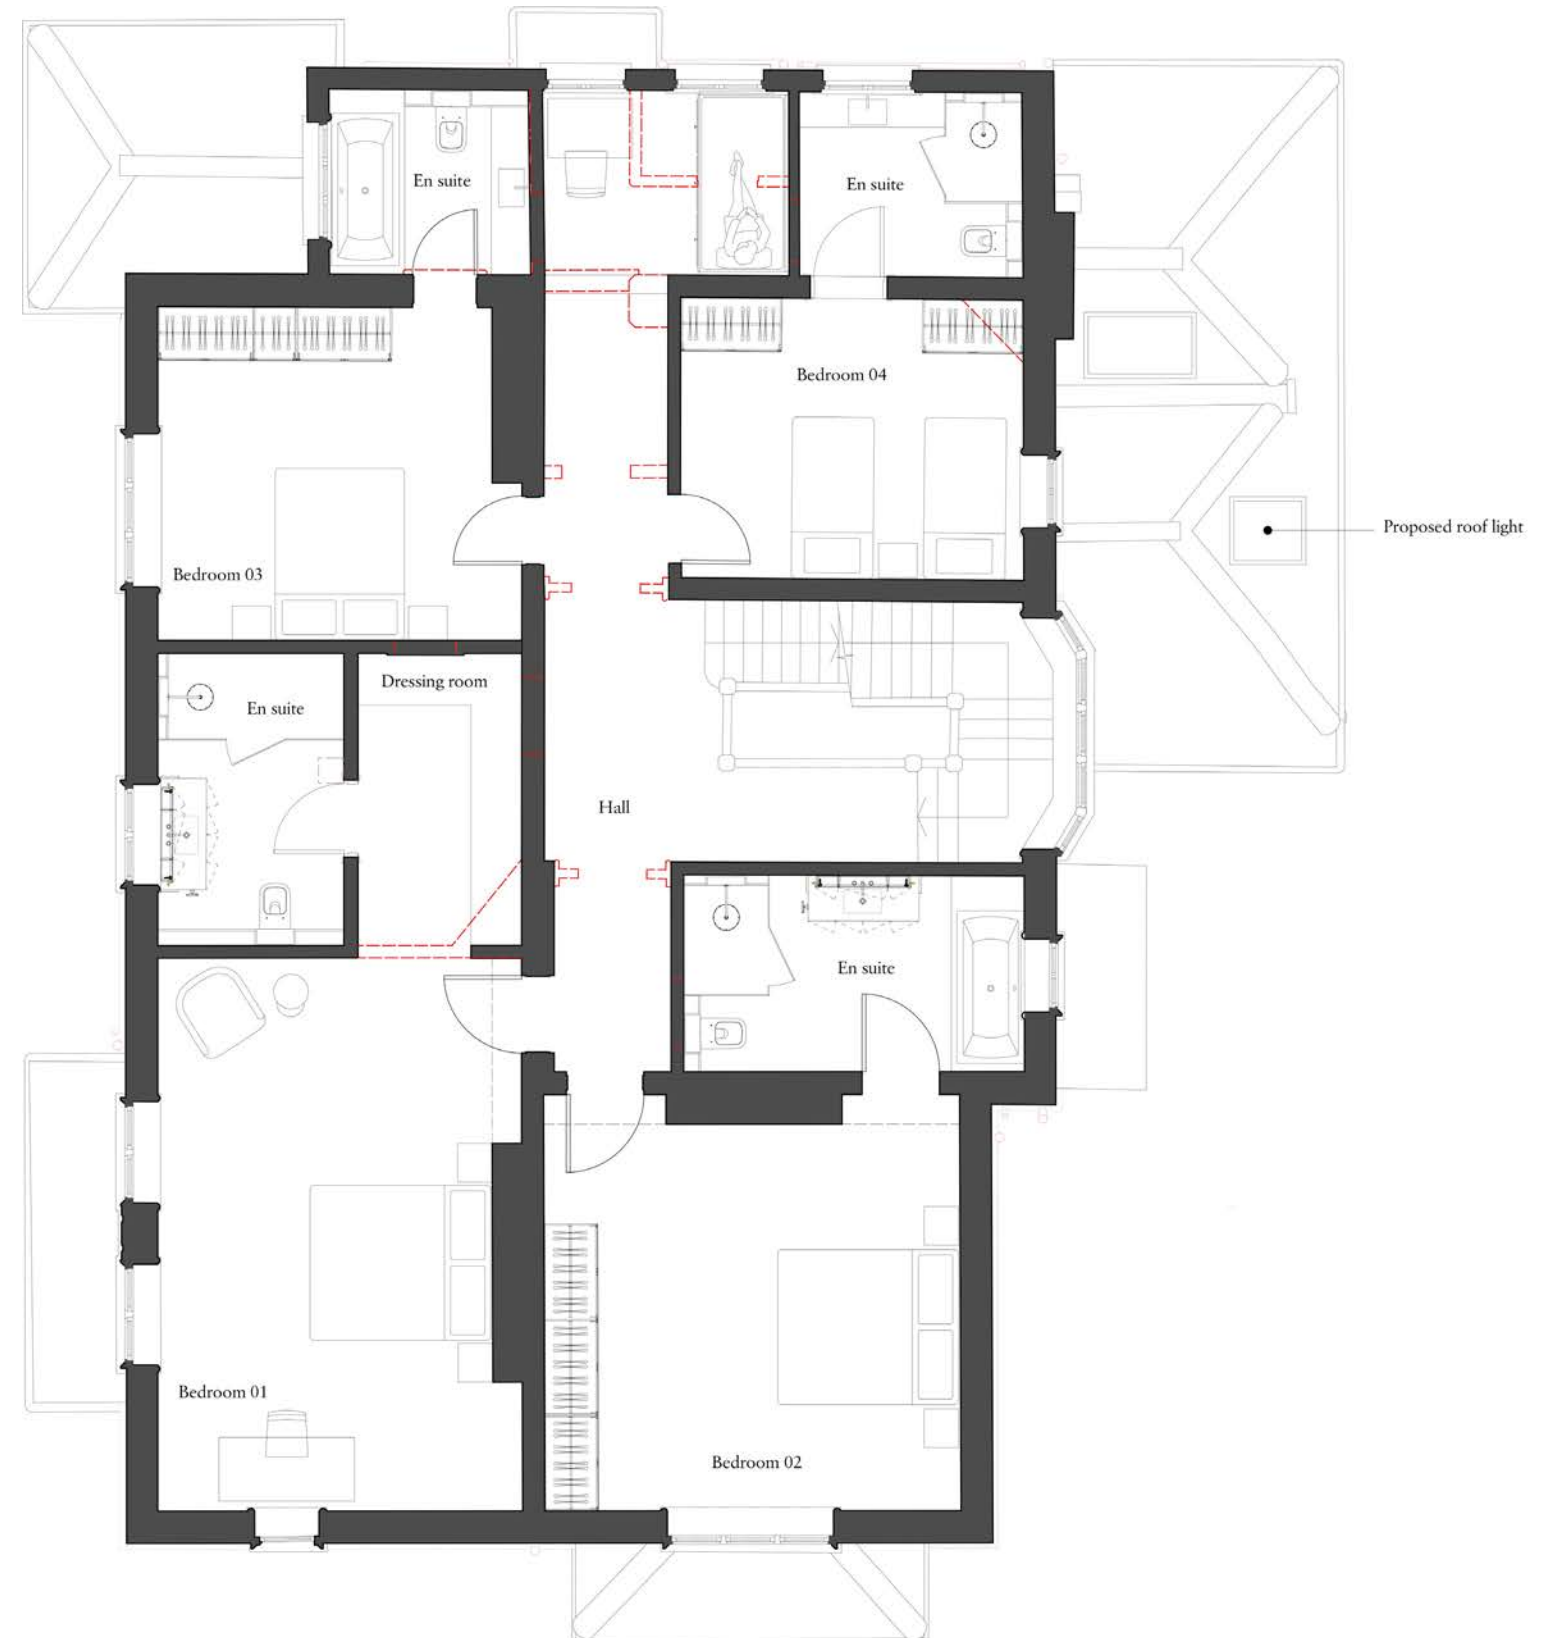 En suite
En suite
Bedroom 04
Proposed roof light
Bedroom 03
Dressing room
En suite
Hall
En suite
Bedroom 01
Bedroom 02